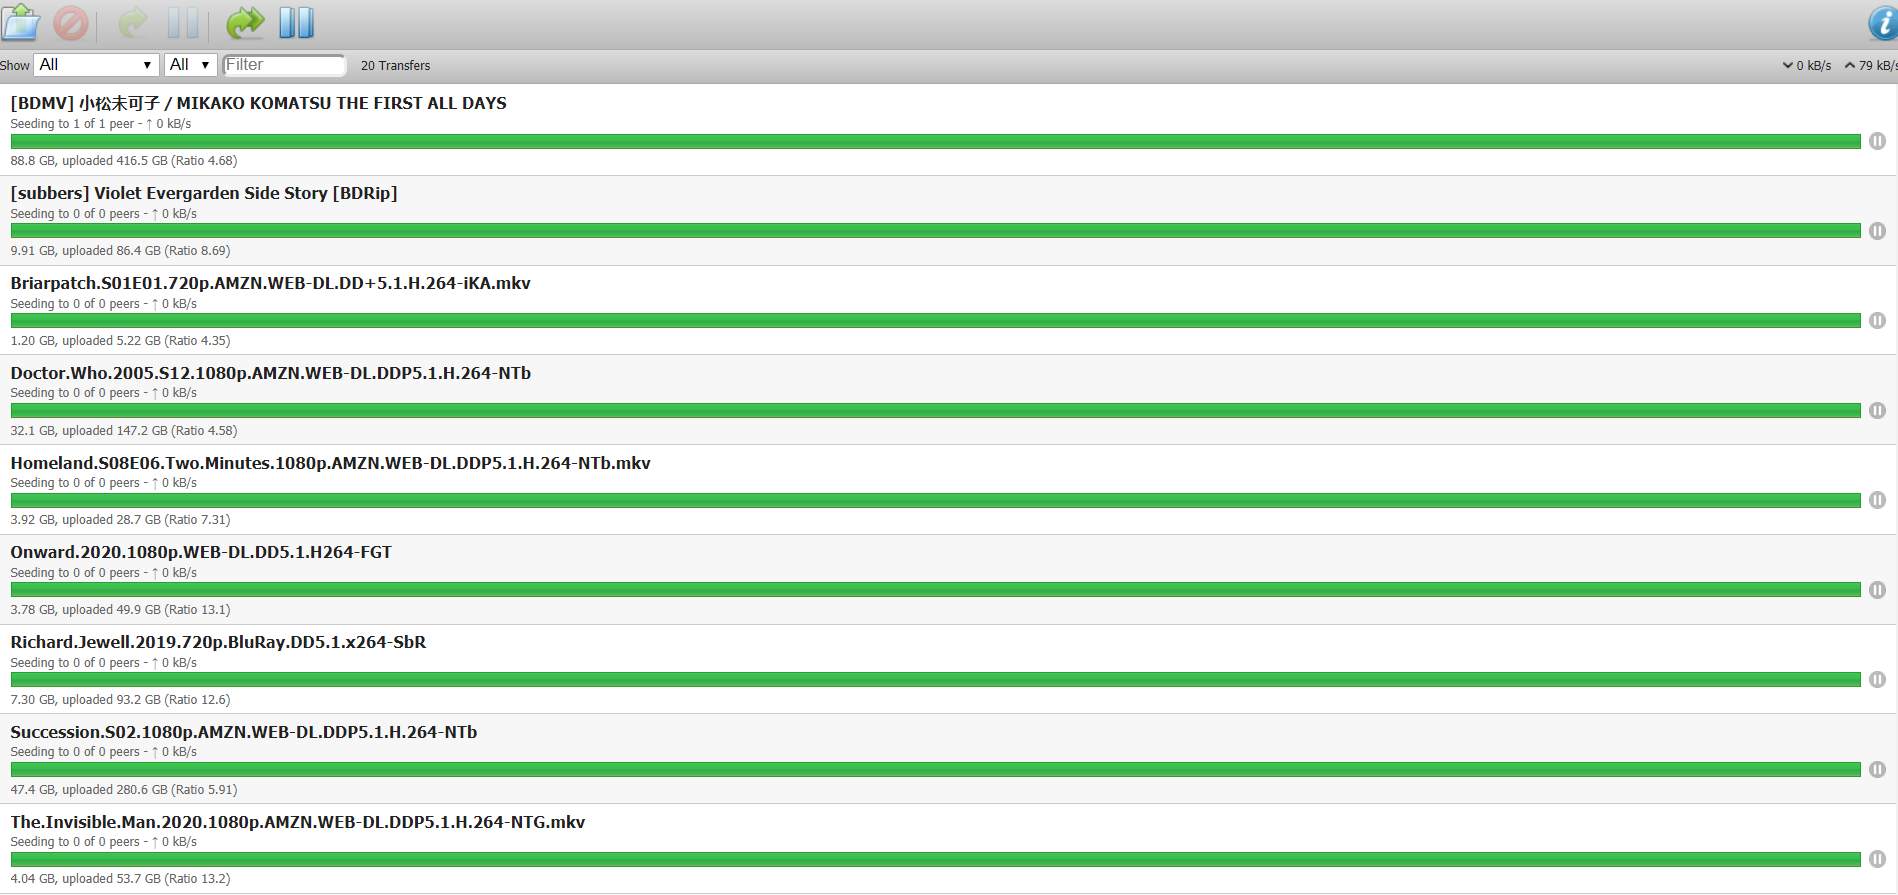 Show All All Filter 20 Transfers 0 kB/s 79 kB/s
[BDMV] 小松未可子 / MIKAKO KOMATSU THE FIRST ALL DAYS
Seeding to 1 of 1 peer - ↑ 0 kB/s
88.8 GB, uploaded 416.5 GB (Ratio 4.68)
[subbers] Violet Evergarden Side Story [BDRip]
Seeding to 0 of 0 peers - ↑ 0 kB/s
9.91 GB, uploaded 86.4 GB (Ratio 8.69)
Briarpatch.S01E01.720p.AMZN.WEB-DL.DD+5.1.H.264-iKA.mkv
Seeding to 0 of 0 peers - ↑ 0 kB/s
1.20 GB, uploaded 5.22 GB (Ratio 4.35)
Doctor.Who.2005.S12.1080p.AMZN.WEB-DL.DDP5.1.H.264-NTb
Seeding to 0 of 0 peers - ↑ 0 kB/s
32.1 GB, uploaded 147.2 GB (Ratio 4.58)
Homeland.S08E06.Two.Minutes.1080p.AMZN.WEB-DL.DDP5.1.H.264-NTb.mkv
Seeding to 0 of 0 peers - ↑ 0 kB/s
3.92 GB, uploaded 28.7 GB (Ratio 7.31)
Onward.2020.1080p.WEB-DL.DD5.1.H264-FGT
Seeding to 0 of 0 peers - ↑ 0 kB/s
3.78 GB, uploaded 49.9 GB (Ratio 13.1)
Richard.Jewell.2019.720p.BluRay.DD5.1.x264-SbR
Seeding to 0 of 0 peers - ↑ 0 kB/s
7.30 GB, uploaded 93.2 GB (Ratio 12.6)
Succession.S02.1080p.AMZN.WEB-DL.DDP5.1.H.264-NTb
Seeding to 0 of 0 peers - ↑ 0 kB/s
47.4 GB, uploaded 280.6 GB (Ratio 5.91)
The.Invisible.Man.2020.1080p.AMZN.WEB-DL.DDP5.1.H.264-NTG.mkv
Seeding to 0 of 0 peers - ↑ 0 kB/s
4.04 GB, uploaded 53.7 GB (Ratio 13.2)